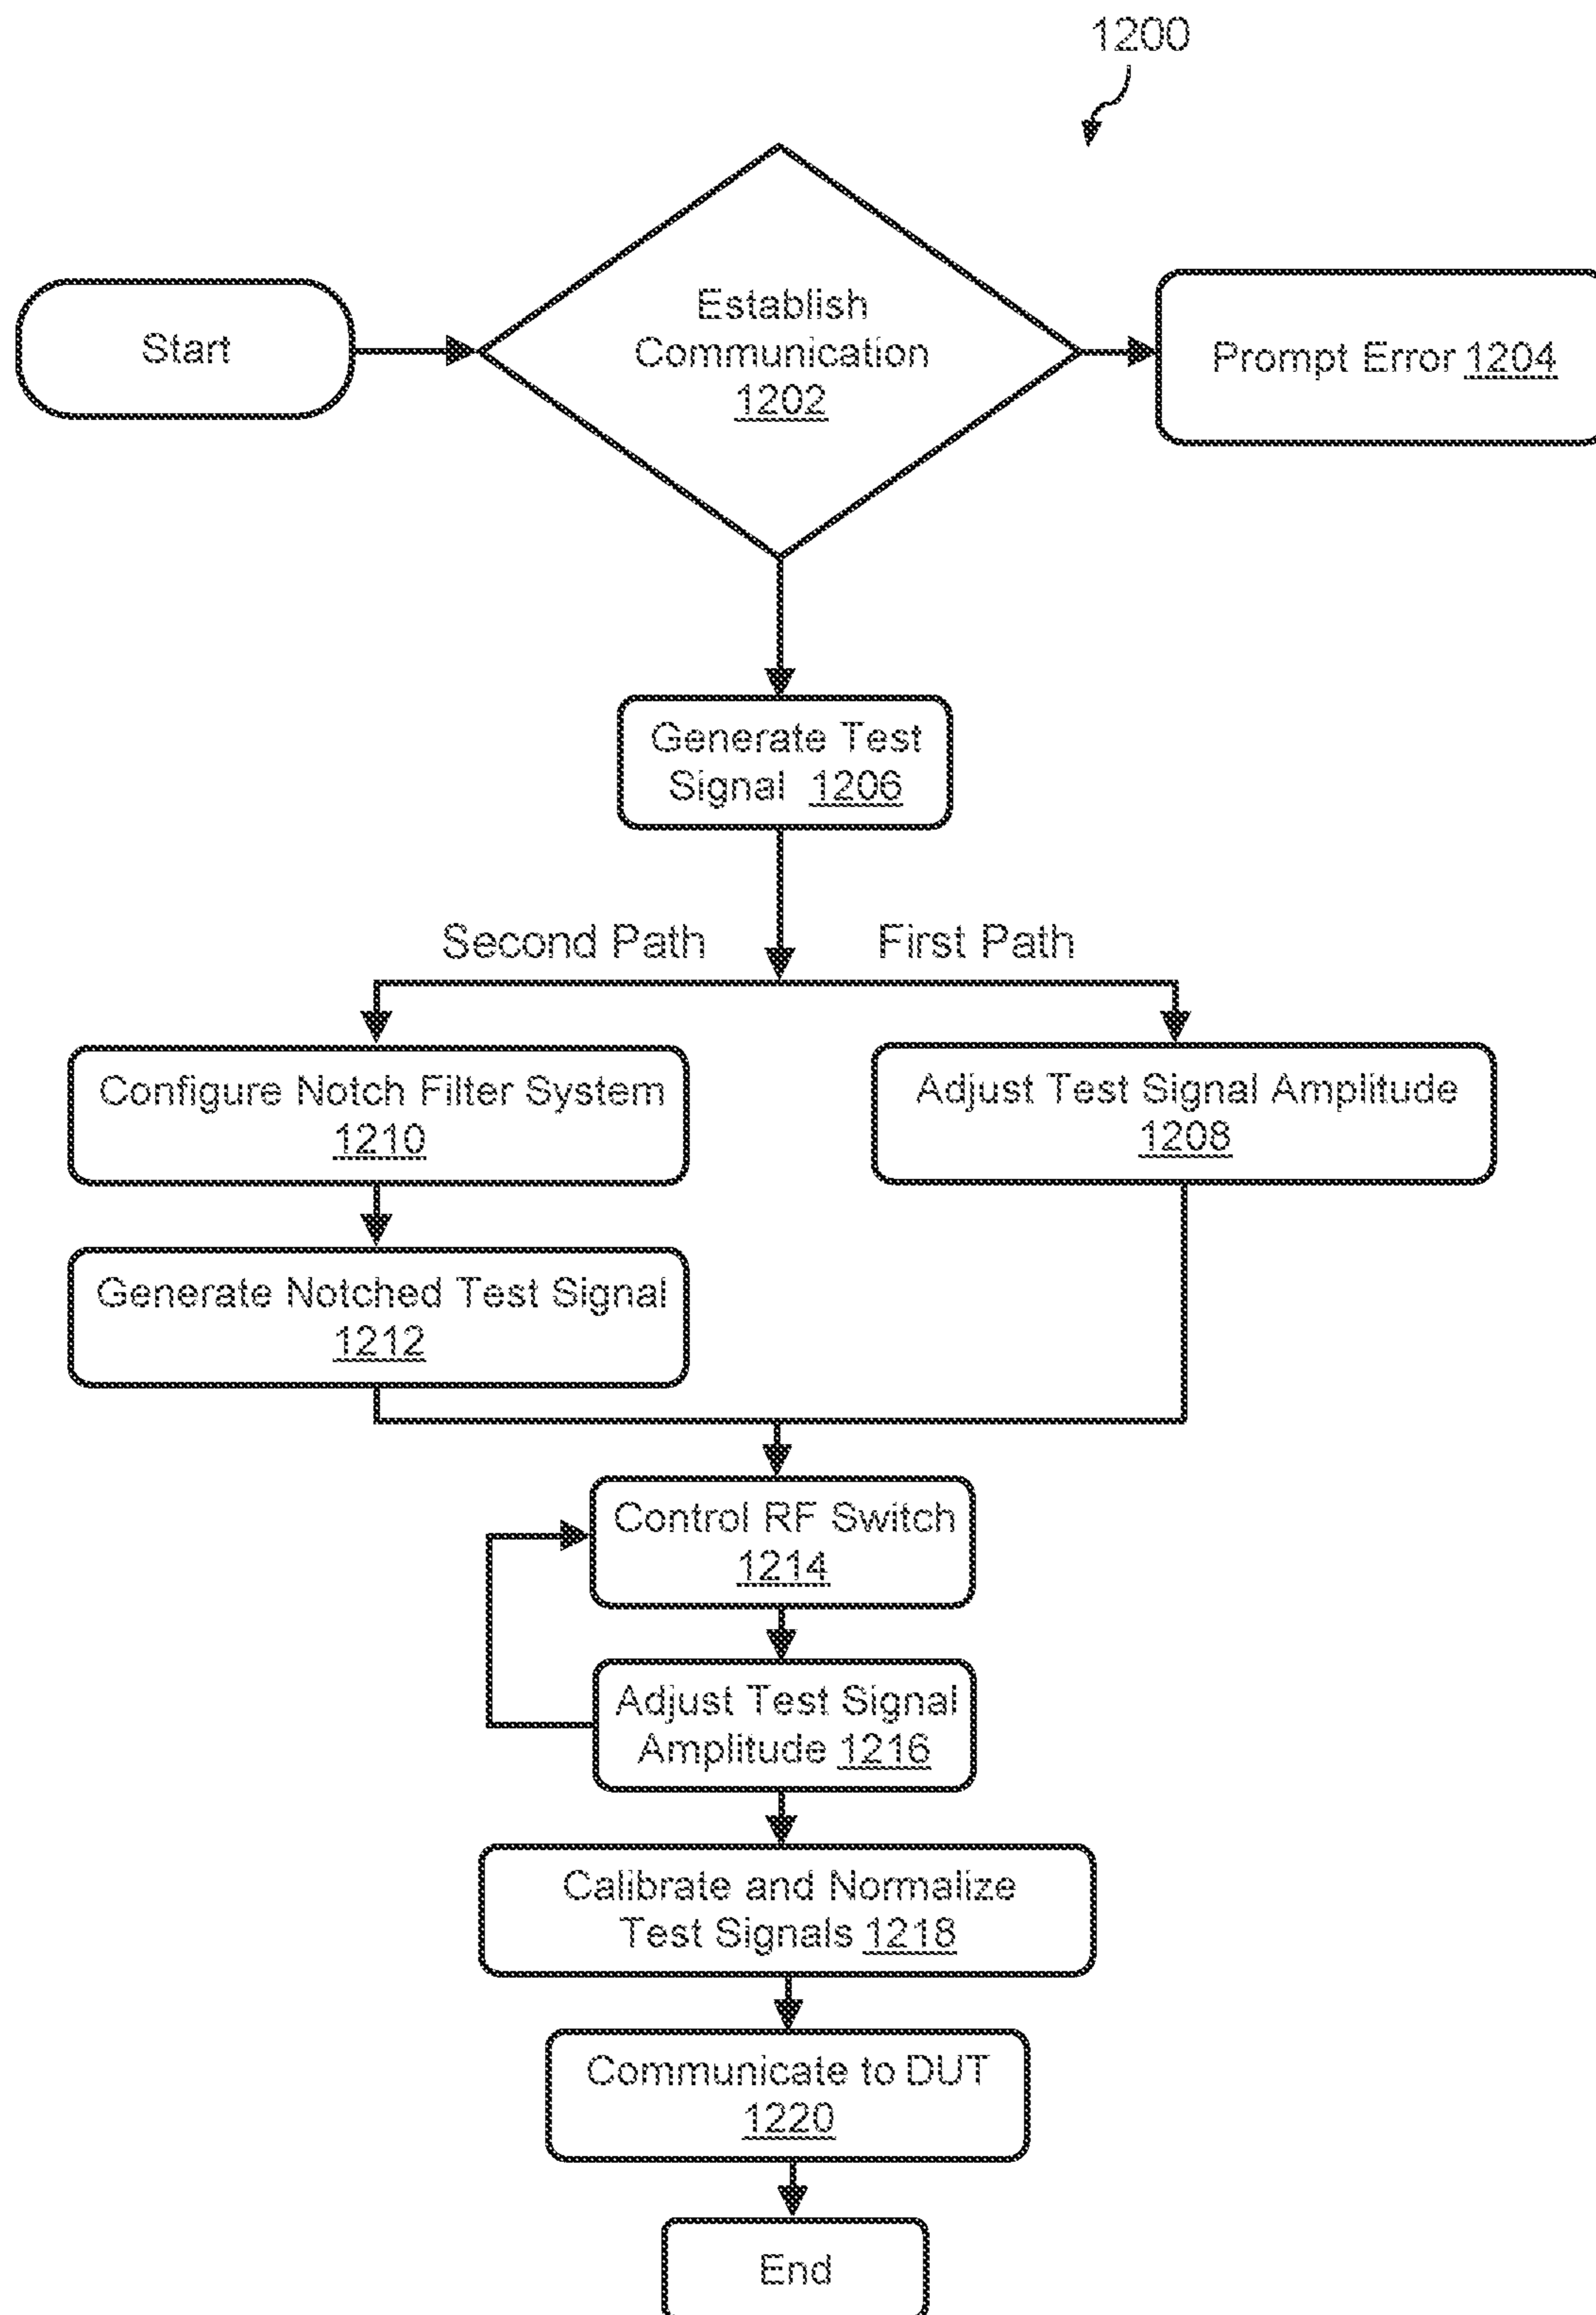 1200
Start
Establish
Communication
1202
Prompt Error 1204
Generate Test
Signal 1206
Second Path
First Path
Configure Notch Filter System
1210
Adjust Test Signal Amplitude
1208
Generate Notched Test Signal
1212
Control RF Switch
1214
Adjust Test Signal
Amplitude 1216
Calibrate and Normalize
Test Signals 1218
Communicate to DUT
1220
End